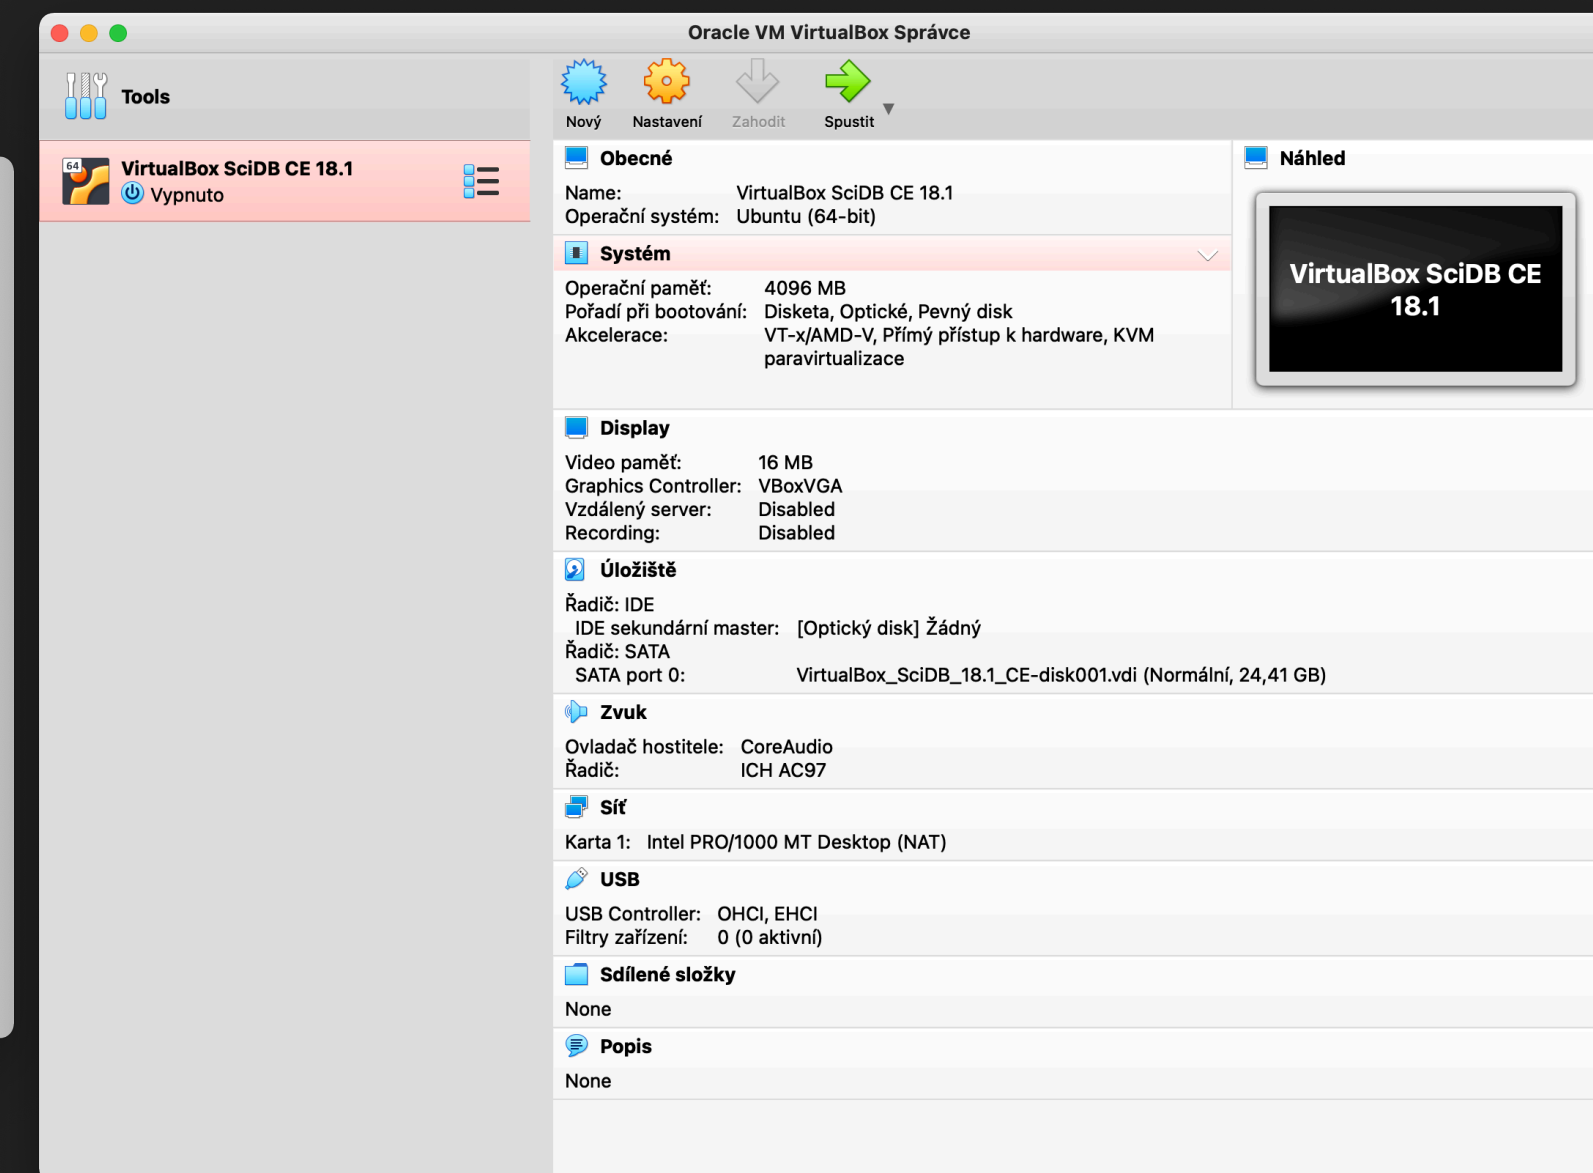 Oracle VM VirtualBox Správce
Tools
Nový
Nastavení
Zahodit
Spustit
64
VirtualBox SciDB CE 18.1
Vypnuto
Obecné
Name: VirtualBox SciDB CE 18.1
Operační systém: Ubuntu (64-bit)
Systém
Operační paměť: 4096 MB
Pořadí při bootování: Disketa, Optické, Pevný disk
Akcelerace: VT-x/AMD-V, Přímý přístup k hardware, KVM
paravirtualizace
Náhled
VirtualBox SciDB CE
18.1
Display
Video paměť: 16 MB
Graphics Controller: VBoxVGA
Vzdálený server: Disabled
Recording: Disabled
Úložiště
Řadič: IDE
IDE sekundární master: [Optický disk] Žádný
Řadič: SATA
SATA port 0: VirtualBox_SciDB_18.1_CE-disk001.vdi (Normální, 24,41 GB)
Zvuk
Ovladač hostitele: CoreAudio
Řadič: ICH AC97
Síť
Karta 1: Intel PRO/1000 MT Desktop (NAT)
USB
USB Controller: OHCI, EHCI
Filtry zařízení: 0 (0 aktivní)
Sdílené složky
None
Popis
None